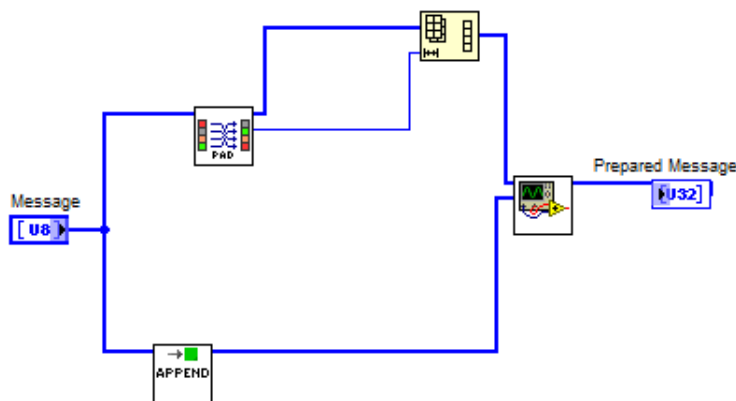 PAD
Prepared Message
[U32]
Message
[U8]
APPEND